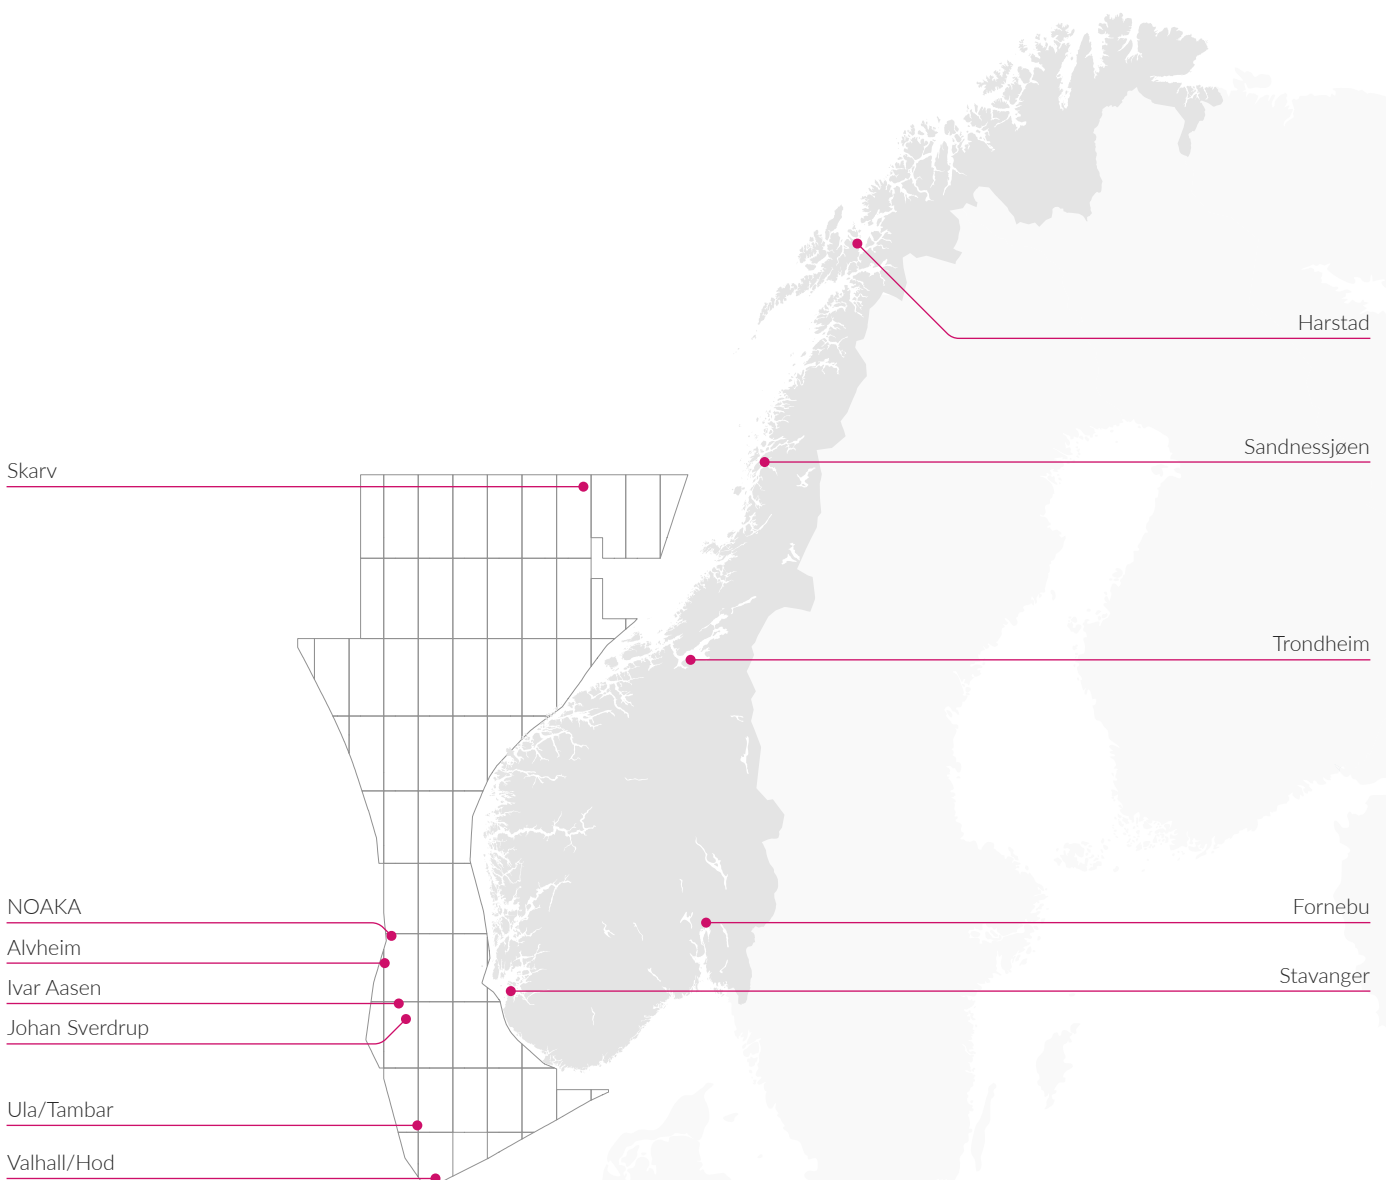 Harstad
Sandnessjøen
Skarv
Trondheim
NOAKA
Fornebu
Alvheim
Stavanger
Ivar Aasen
Johan Sverdrup
Ula/Tambar
Valhall/Hod